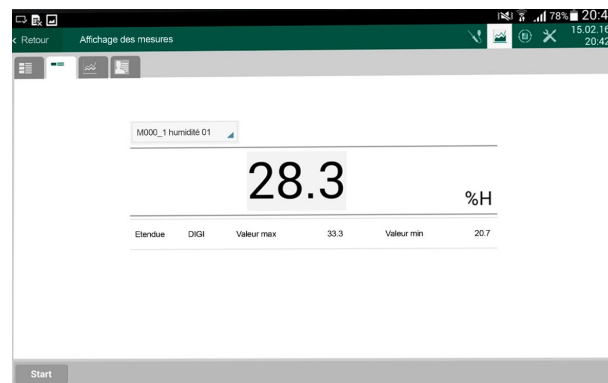 78% 20:4
Retour Affichage des mesures 15.02.16
20:42
M000_1 humidité 01
28.3
%H
Etendue DIGI Valeur max 33.3 Valeur min 20.7
Start